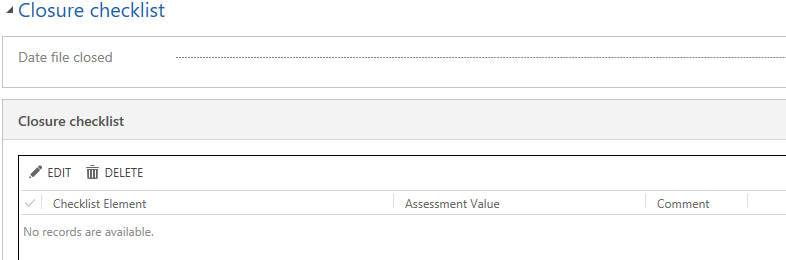 Closure checklist
Date file closed
Closure checklist
EDIT DELETE
Checklist Element Assessment Value Comment
No records are available.